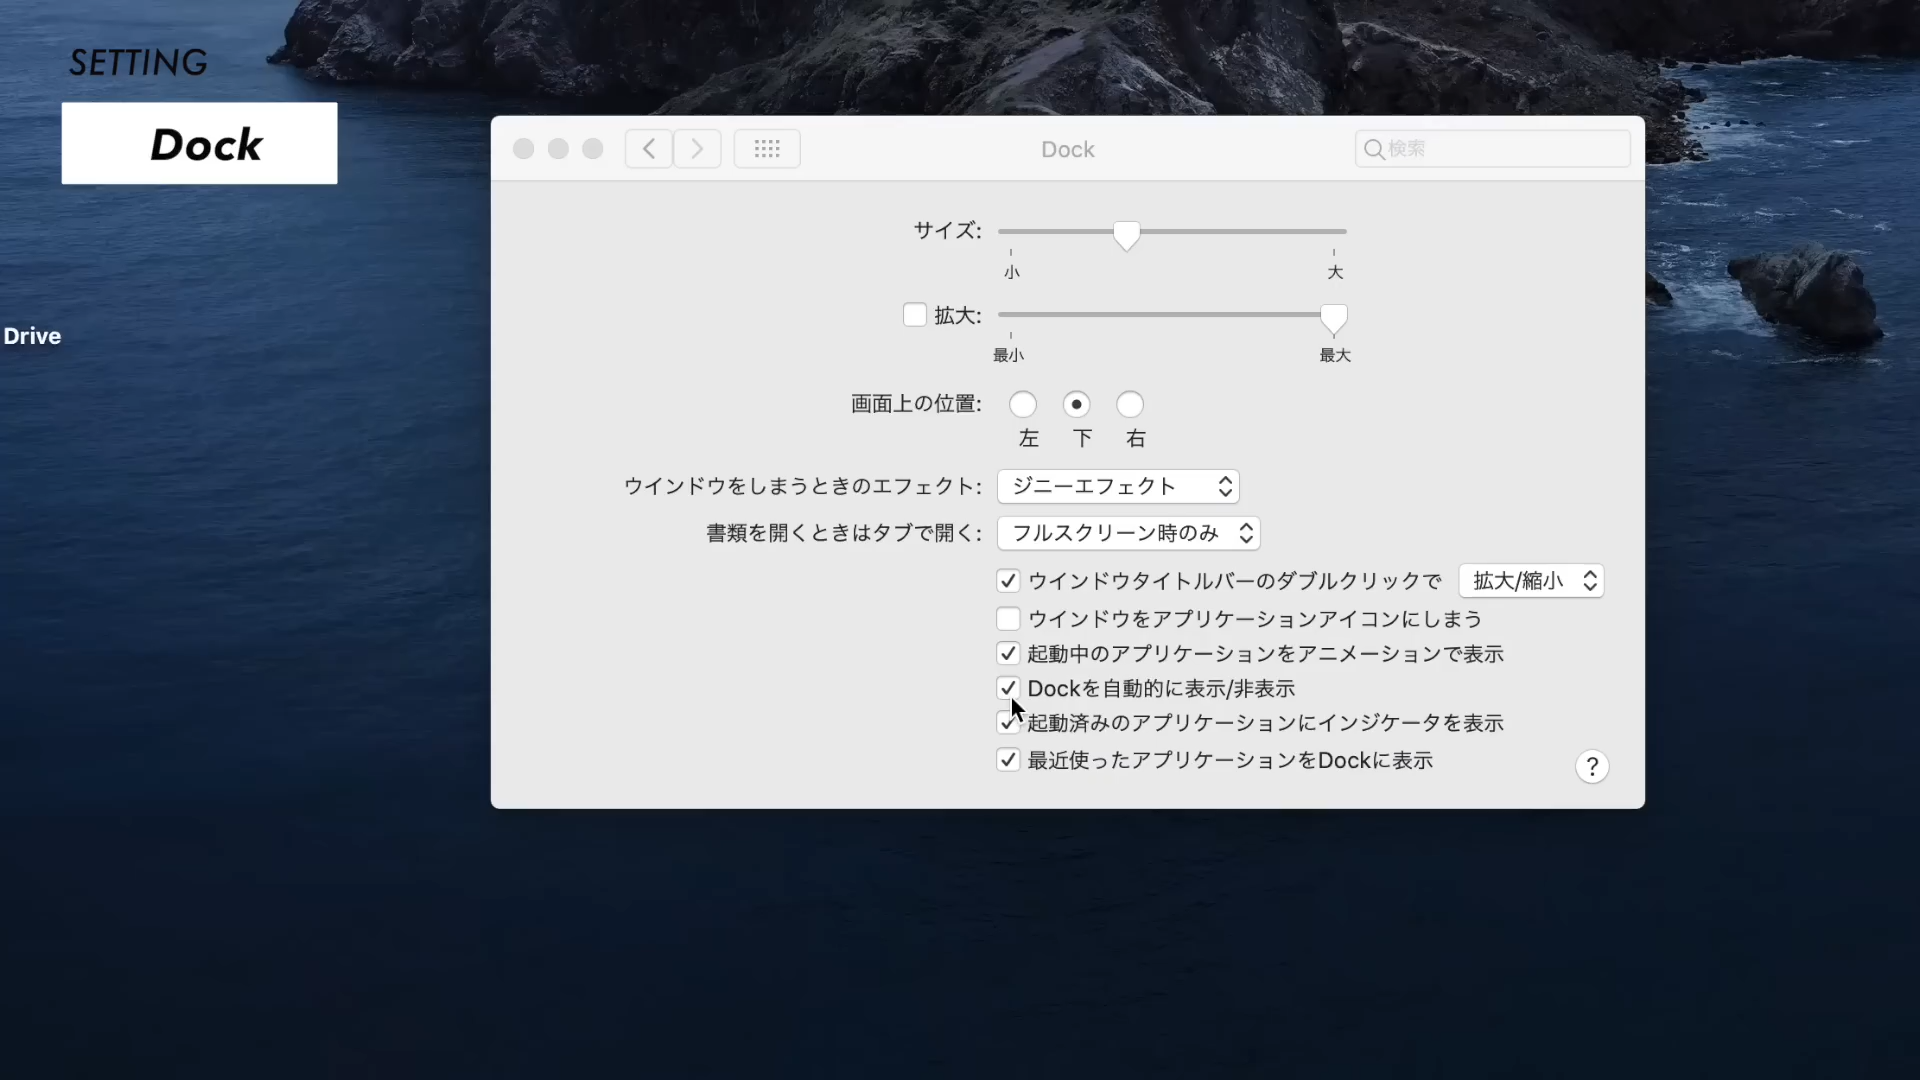 SETTING
Dock
Dock
検索
サイズ:
小 大
拡大:
最小 最大
Drive
画面上の位置:
左 下 右
ウインドウをしまうときのエフェクト: ジニーエフェクト
書類を開くときはタブで開く: フルスクリーン時のみ
ウインドウタイトルバーのダブルクリックで 拡大/縮小
ウインドウをアプリケーションアイコンにしまう
起動中のアプリケーションをアニメーションで表示
Dockを自動的に表示/非表示
起動済みのアプリケーションにインジケータを表示
最近使ったアプリケーションをDockに表示
?